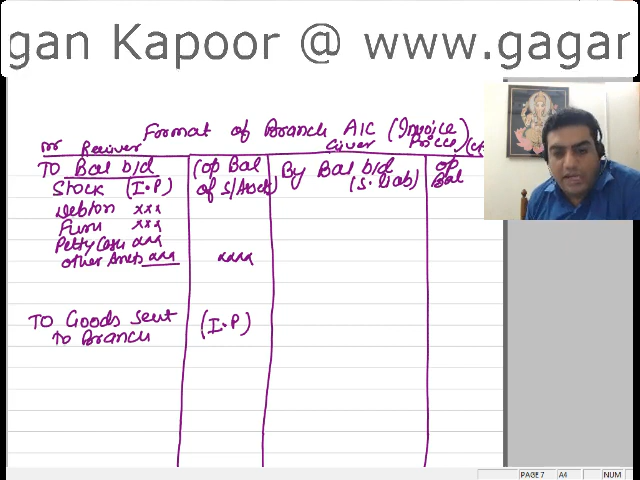 gan Kapoor @ www.gagan
Format of Branch A/C (Invoice
Price)
Dr Receiver Giver (Cr
To Bal b/d (Op Bal By Bal b/d Op
Stock (I.P) of S/Assets) (S. Liab) Bal
Debtors xxx
Furn xxx
Petty Cash xxx
Other Assets xxx xxxx
To Goods Sent (I.P)
To Branch
PAGE 7 A4 NUM